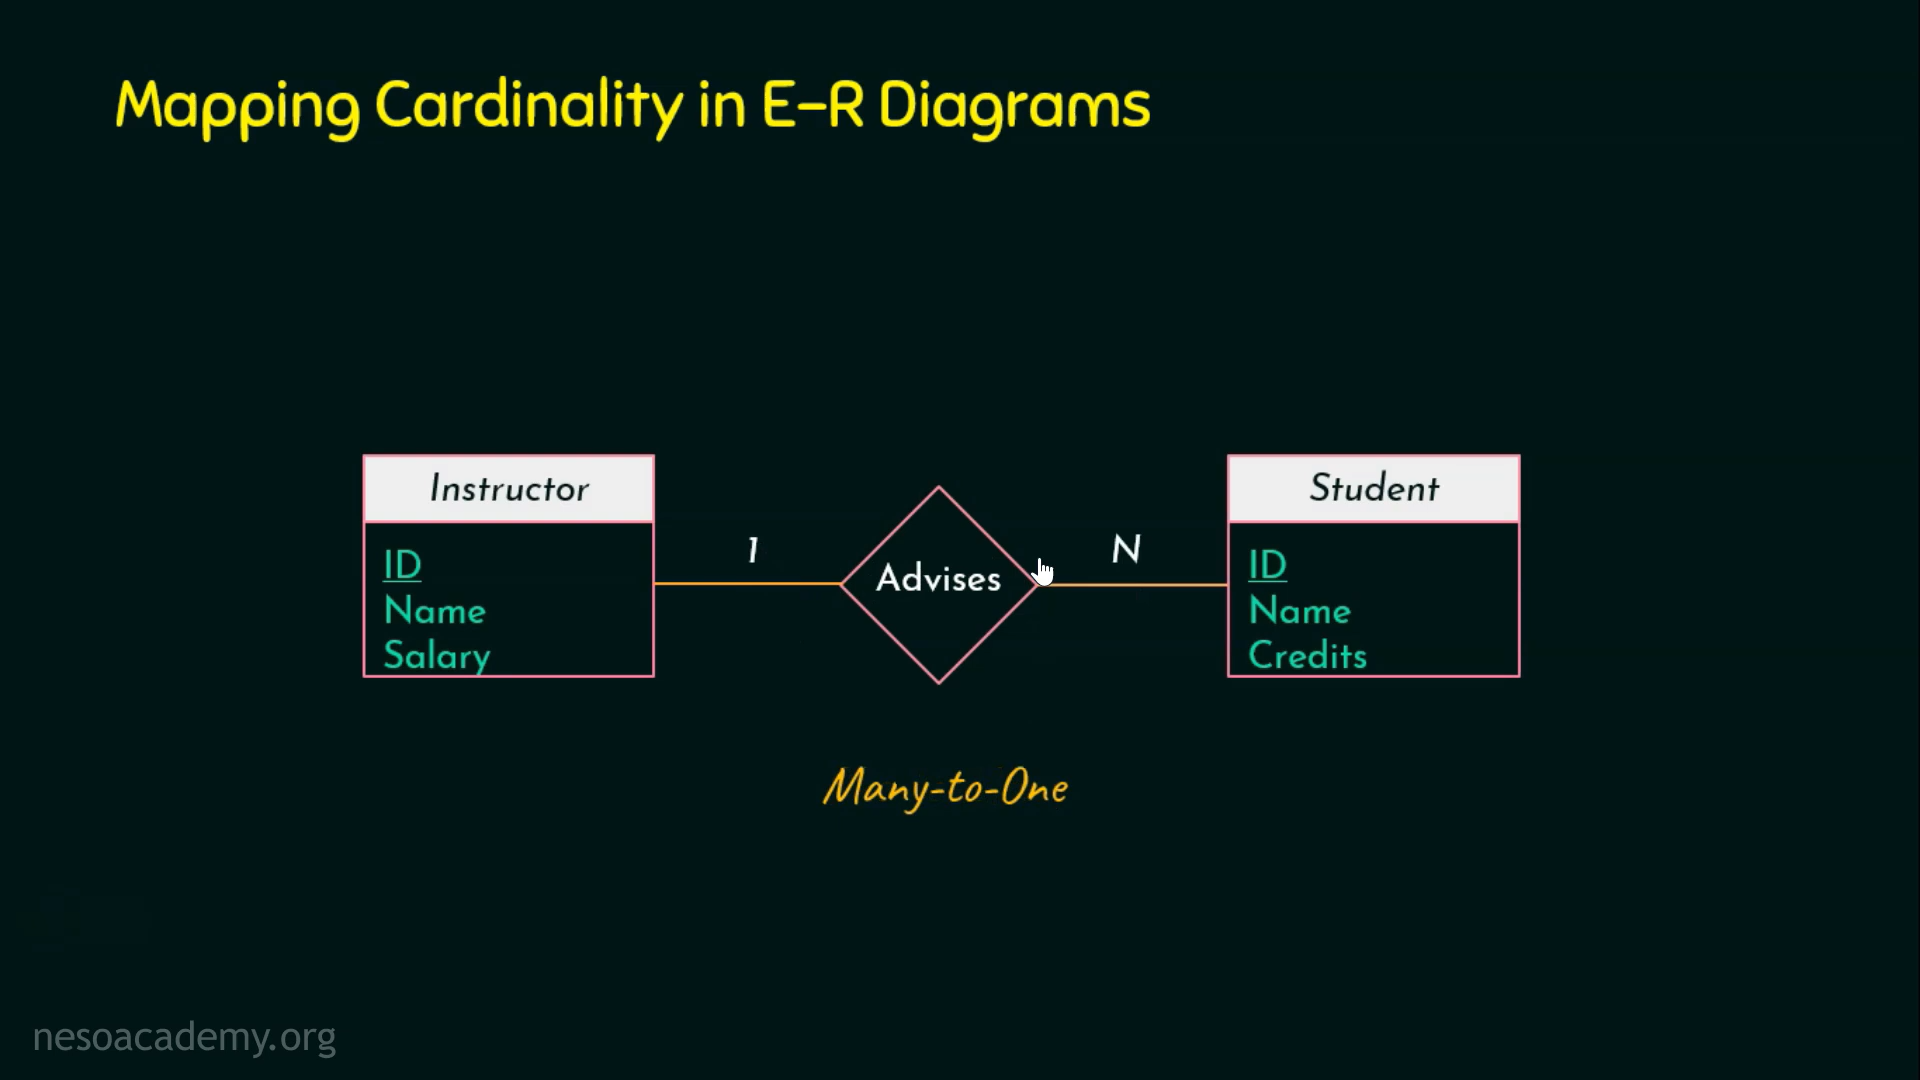 Mapping Cardinality in E-R Diagrams
Instructor
ID
Name
Salary
1
Advises
N
Student
ID
Name
Credits
Many-to-One
nesoacademy.org